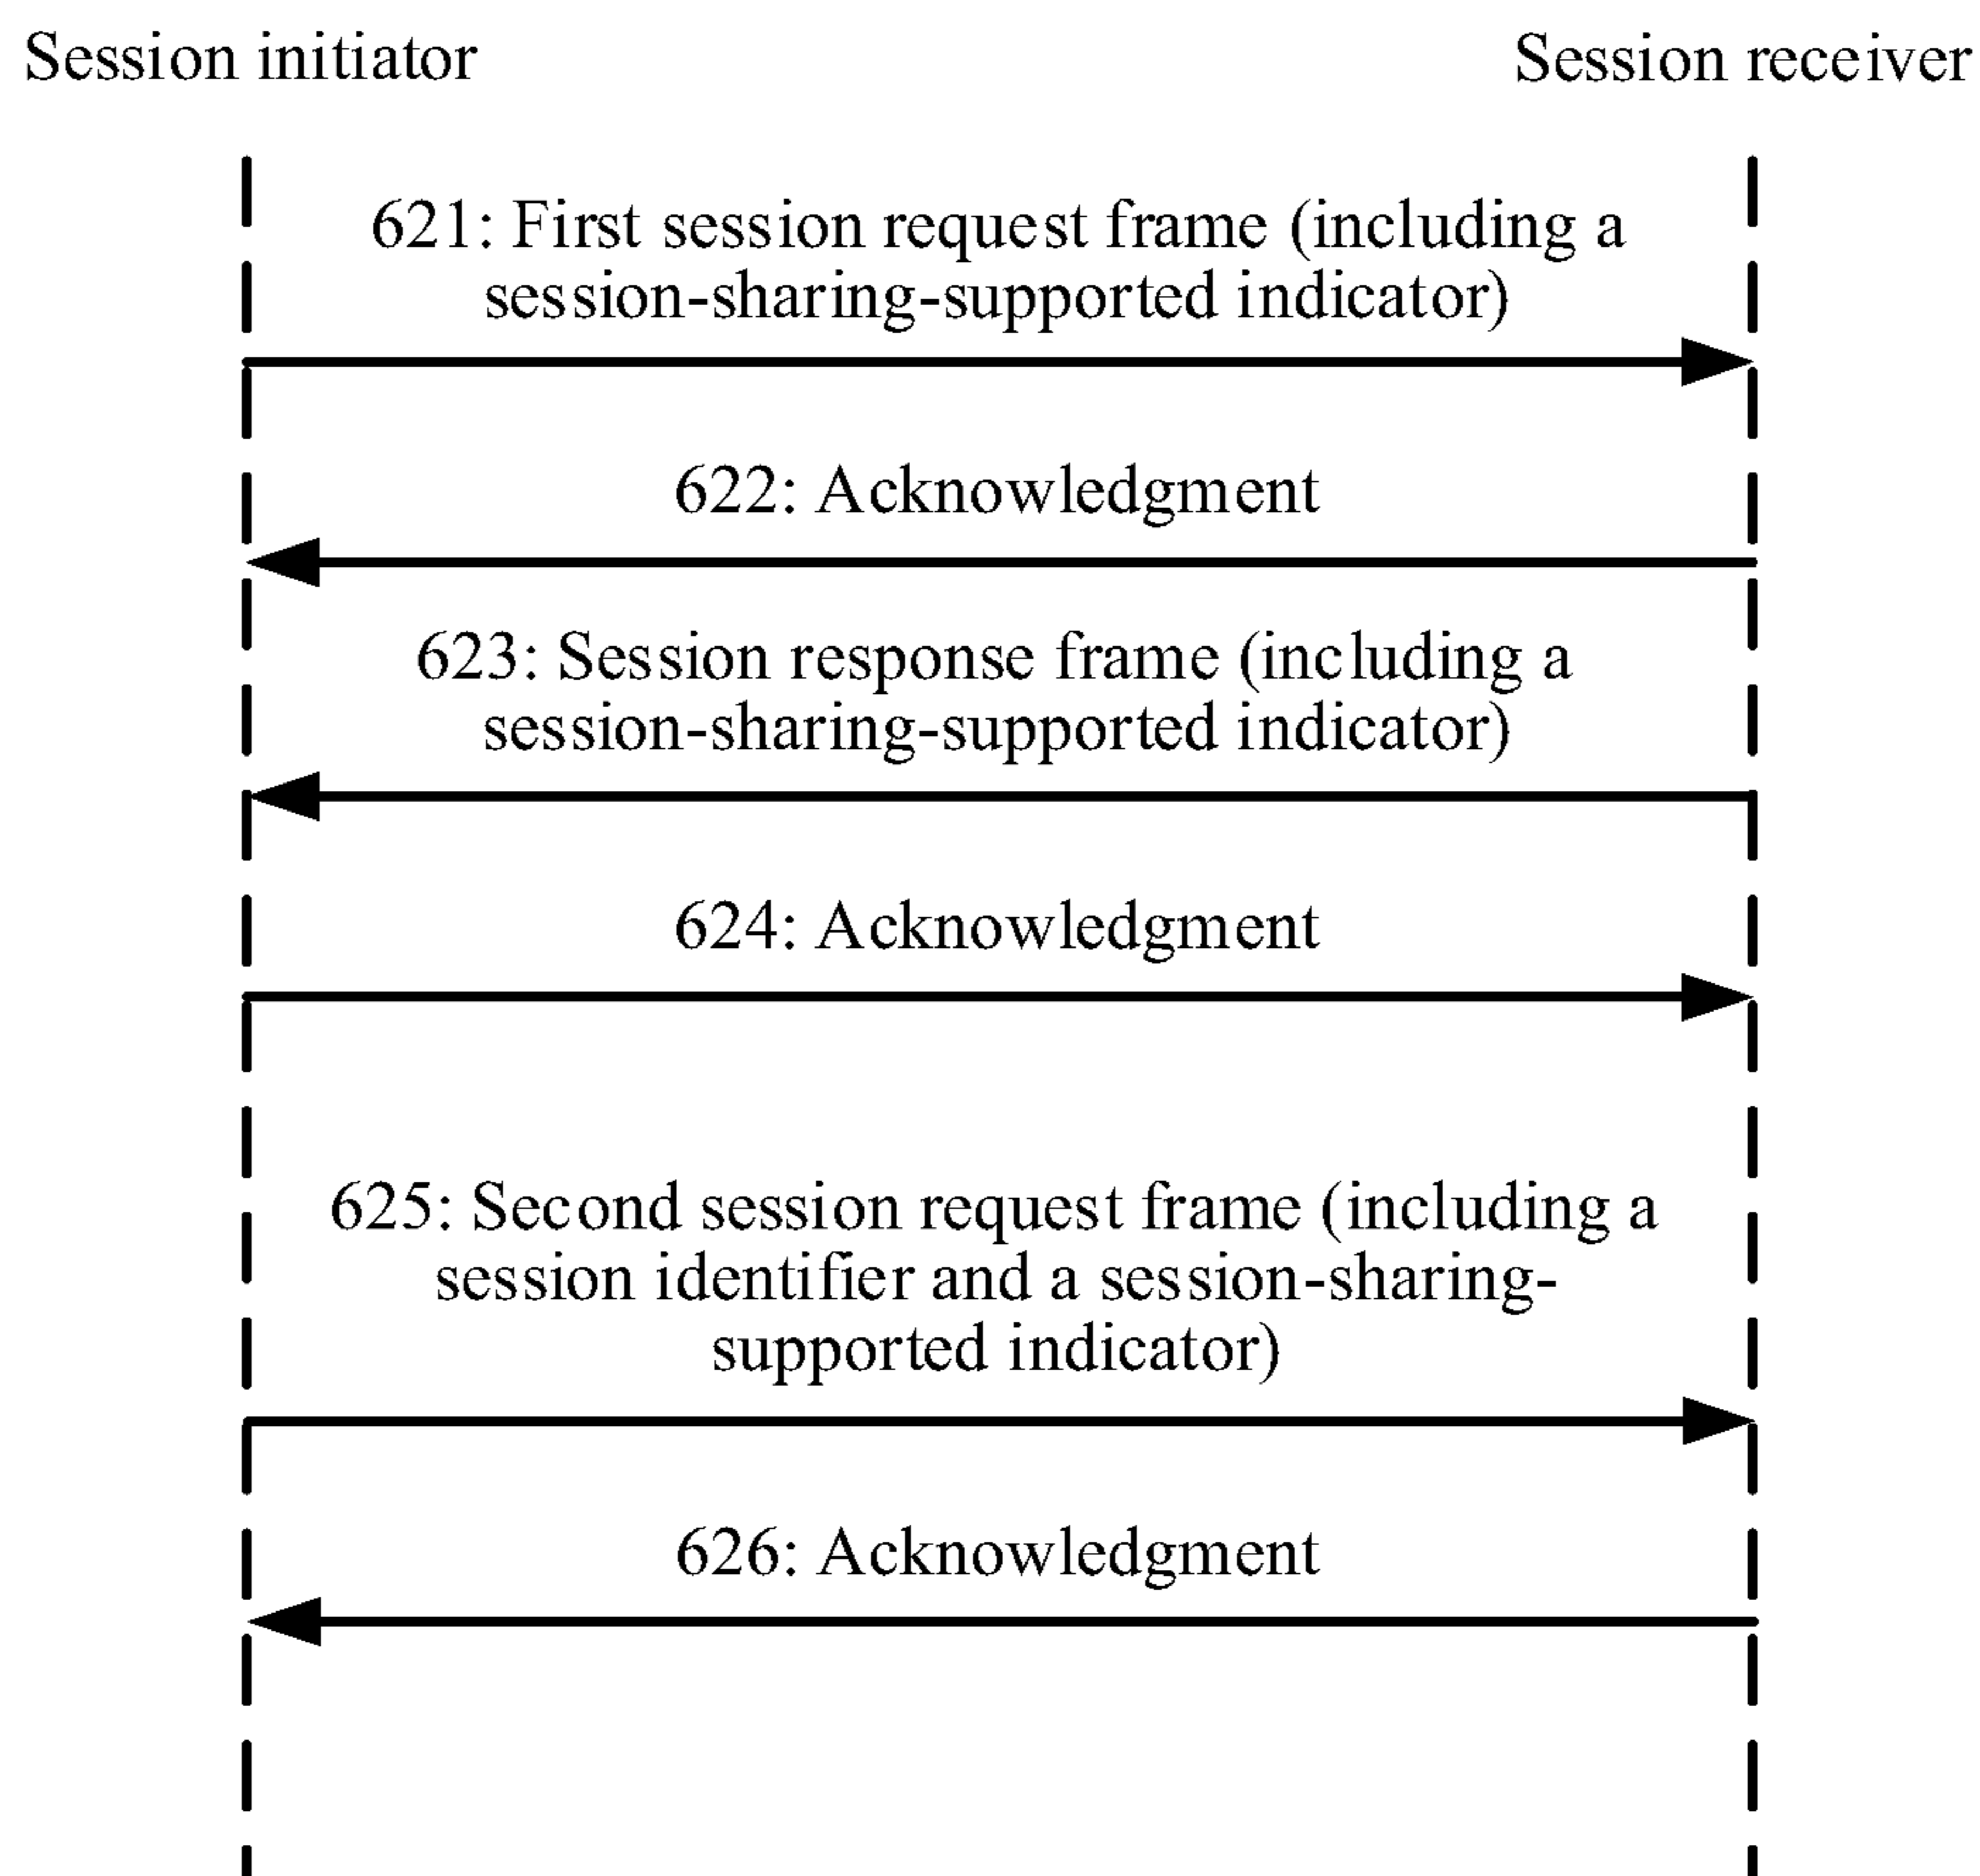 Session initiator
Session receiver
621: First session request frame (including a
session-sharing-supported indicator)
622: Acknowledgment
623: Session response frame (including a
session-sharing-supported indicator)
624: Acknowledgment
625: Second session request frame (including a
session identifier and a session-sharing-
supported indicator)
626: Acknowledgment